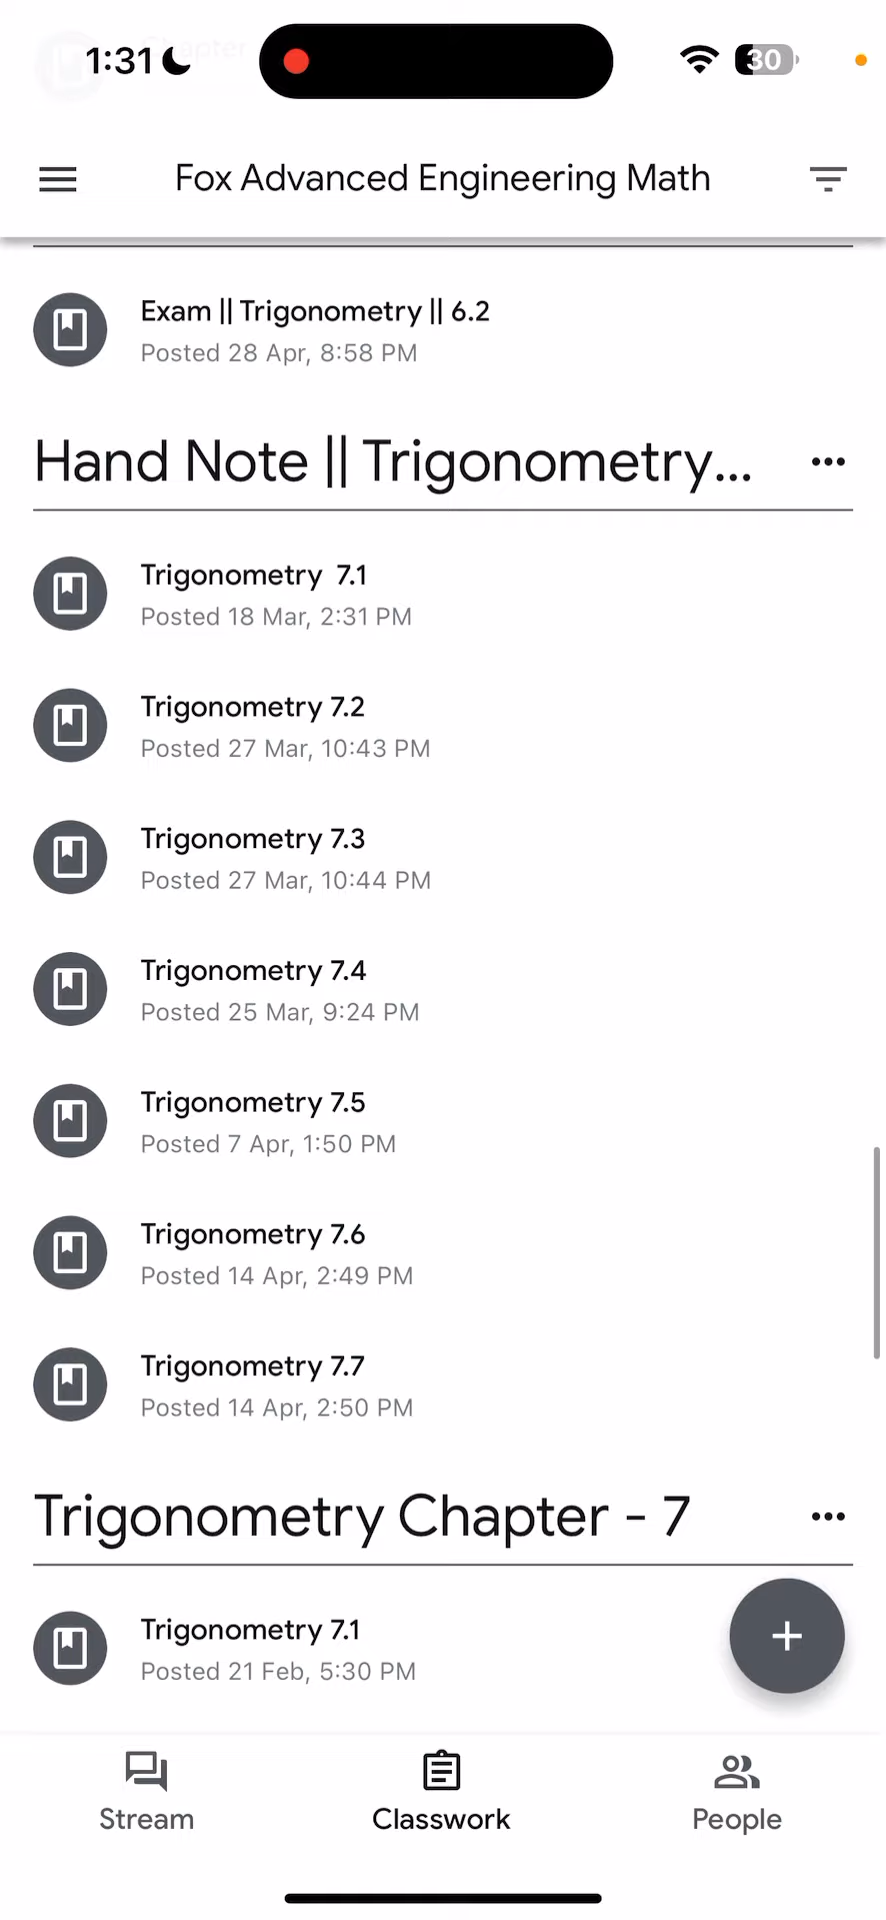 1:31
30
Fox Advanced Engineering Math
Exam || Trigonometry || 6.2
Posted 28 Apr, 8:58 PM
Hand Note || Trigonometry...
Trigonometry 7.1
Posted 18 Mar, 2:31 PM
Trigonometry 7.2
Posted 27 Mar, 10:43 PM
Trigonometry 7.3
Posted 27 Mar, 10:44 PM
Trigonometry 7.4
Posted 25 Mar, 9:24 PM
Trigonometry 7.5
Posted 7 Apr, 1:50 PM
Trigonometry 7.6
Posted 14 Apr, 2:49 PM
Trigonometry 7.7
Posted 14 Apr, 2:50 PM
Trigonometry Chapter - 7
Trigonometry 7.1
Posted 21 Feb, 5:30 PM
Stream
Classwork
People